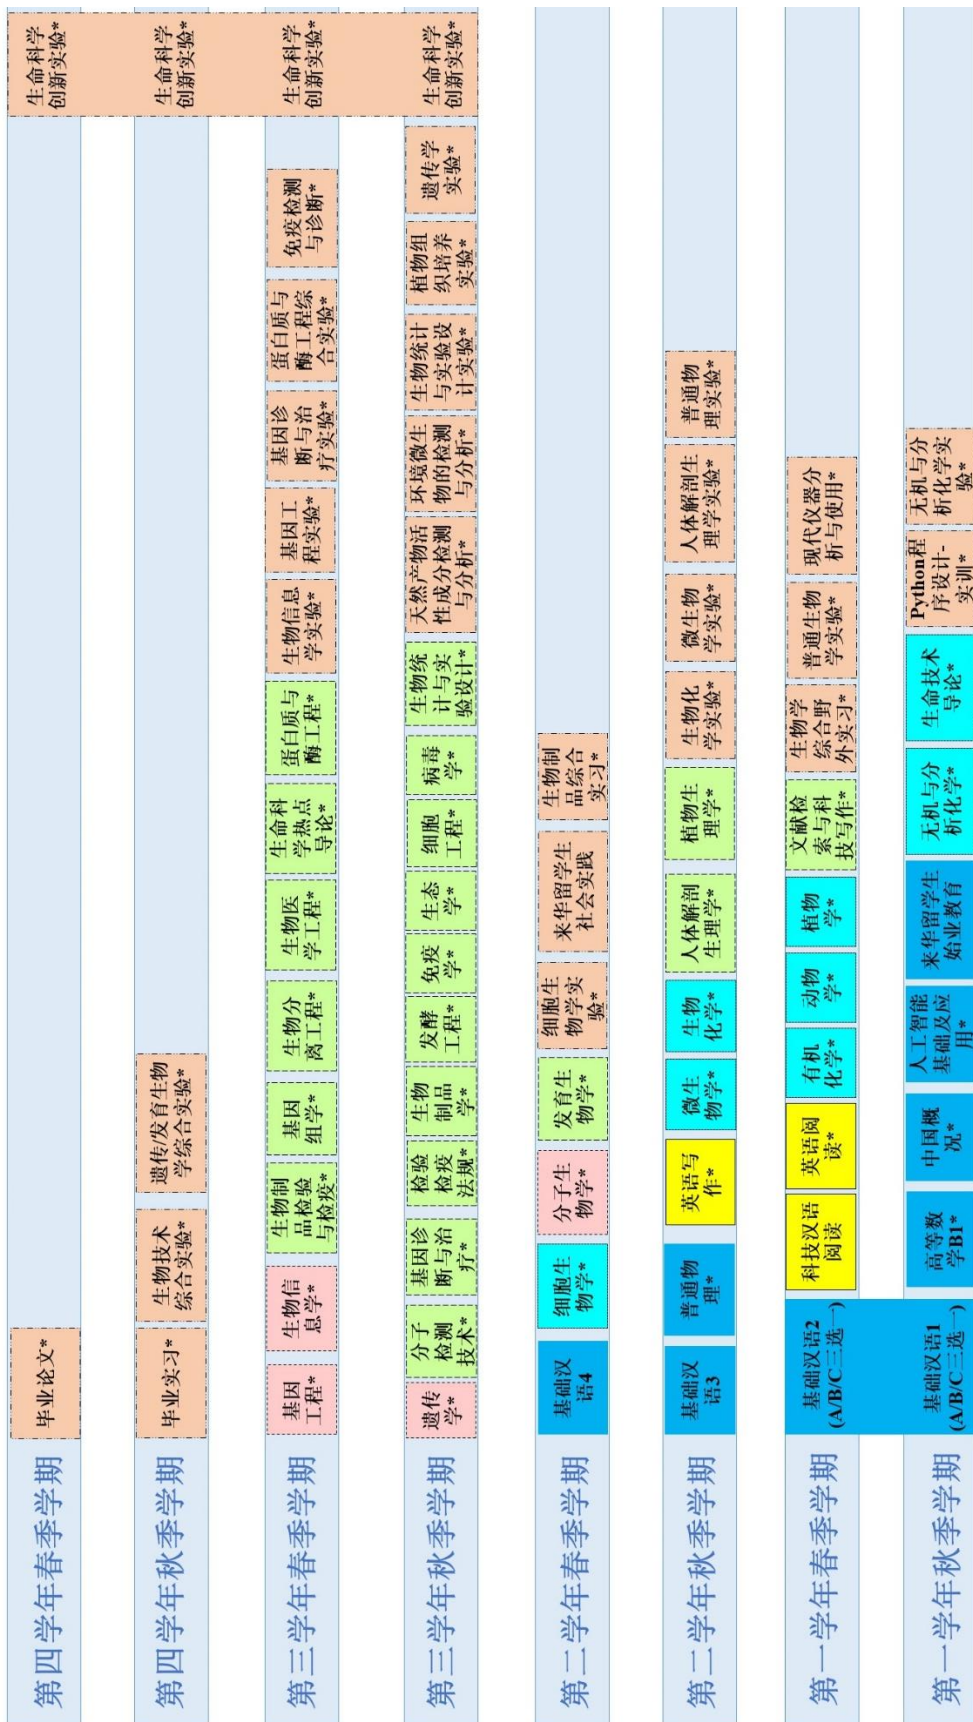 第四学年春季学期
毕业论文*
生命科学
创新实验*
第四学年秋季学期
毕业实习*
生物技术
综合实验*
遗传/发育生物
学综合实验*
生命科学
创新实验*
第三学年春季学期
基因
工程*
生物信
息学*
生物制
品检验
与检疫*
基因
组学*
生物分
离工程*
生物医
学工程*
生命科
学热点
导论*
蛋白质与
酶工程*
生物信息
学实验*
基因工
程实验*
基因诊
断与治
疗实验*
蛋白质与
酶工程综
合实验*
免疫检测
与诊断*
生命科学
创新实验*
第三学年秋季学期
遗传
学*
分子
检测
技术*
基因诊
断与治
疗*
检验
检疫
法规*
生物
制品
学*
发酵
工程*
免疫
学*
生态
学*
细胞
工程*
病毒
学*
生物统
计与实
验设计*
天然产物活
性成分检测
与分析*
环境微生
物的检测
与分析*
生物统计
与实验设
计实验*
植物组
织培养
实验*
遗传学
实验*
生命科学
创新实验*
第二学年春季学期
基础汉
语4
细胞生
物学*
分子生
物学*
发育生
物学*
细胞生
物学实
验*
来华留学生
社会实践
生物制
品综合
实习*
第二学年秋季学期
基础汉
语3
普通物
理*
英语写
作*
微生
物学*
生物
化学*
人体解剖
生理学*
植物生
理学*
生物化
学实验*
微生物
学实验*
人体解剖生
理学实验*
普通物
理实验*
第一学年春季学期
基础汉语2
(A/B/C三选一)
科技汉语
阅读
英语阅
读*
有机
化学*
动物
学*
植物
学*
文献检
索与科
技写作*
生物学
综合野
外实习*
普通生物
学实验*
现代仪器分
析与使用*
第一学年秋季学期
基础汉语1
(A/B/C三选一)
高等数
学B1*
中国概
况*
人工智能
基础及应
用*
来华留学生
始业教育
无机与分
析化学*
生命技术
导论*
Python程
序设计-
实训*
无机与分
析化学实
验*